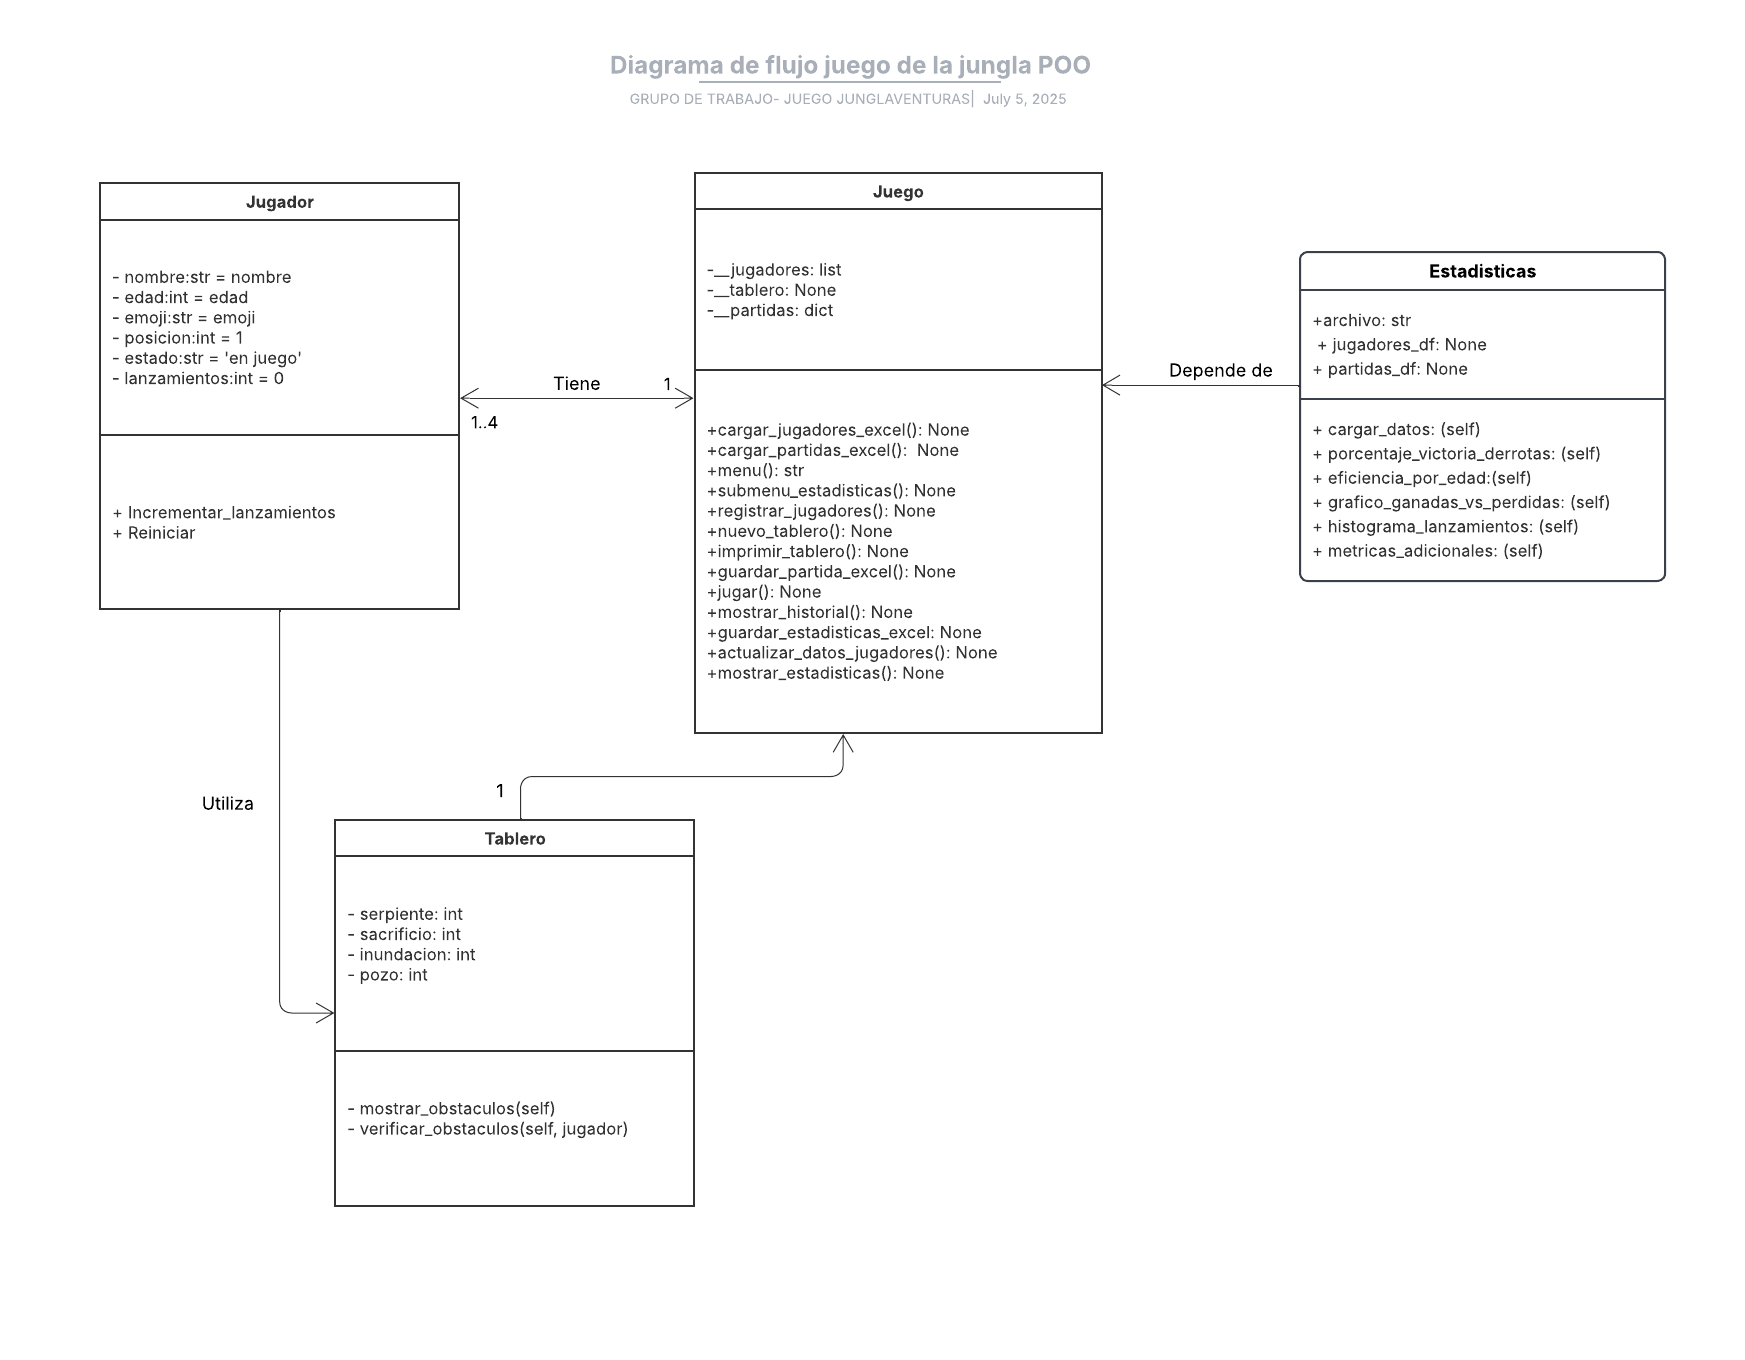 Diagrama de flujo juego de la jungla POO
GRUPO DE TRABAJO- JUEGO JUNGLAVENTURAS| July 5, 2025
Jugador
- nombre:str = nombre
- edad:int = edad
- emoji:str = emoji
- posicion:int = 1
- estado:str = 'en juego'
- lanzamientos:int = 0
+ Incrementar_lanzamientos
+ Reiniciar
Tiene
1
1..4
Juego
-__jugadores: list
-__tablero: None
-__partidas: dict
+cargar_jugadores_excel(): None
+cargar_partidas_excel():  None
+menu(): str
+submenu_estadisticas(): None
+registrar_jugadores(): None
+nuevo_tablero(): None
+imprimir_tablero(): None
+guardar_partida_excel(): None
+jugar(): None
+mostrar_historial(): None
+guardar_estadisticas_excel: None
+actualizar_datos_jugadores(): None
+mostrar_estadisticas(): None
Depende de
Estadisticas
+archivo: str
+ jugadores_df: None
+ partidas_df: None
+ cargar_datos: (self)
+ porcentaje_victoria_derrotas: (self)
+ eficiencia_por_edad:(self)
+ grafico_ganadas_vs_perdidas: (self)
+ histograma_lanzamientos: (self)
+ metricas_adicionales: (self)
Utiliza
1
Tablero
- serpiente: int
- sacrificio: int
- inundacion: int
- pozo: int
- mostrar_obstaculos(self)
- verificar_obstaculos(self, jugador)